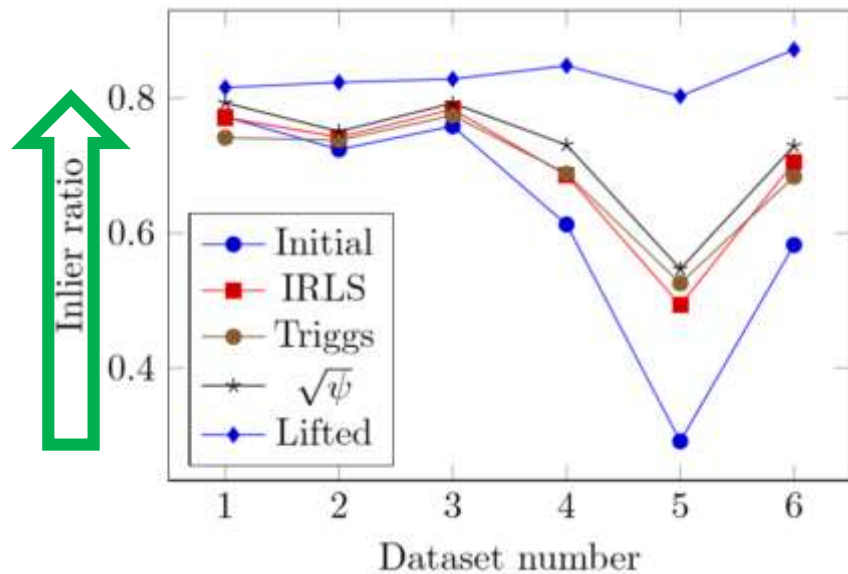 0.8
0.6
0.4
Inlier ratio
Initial
IRLS
Triggs
√ψ
Lifted
1 2 3 4 5 6
Dataset number